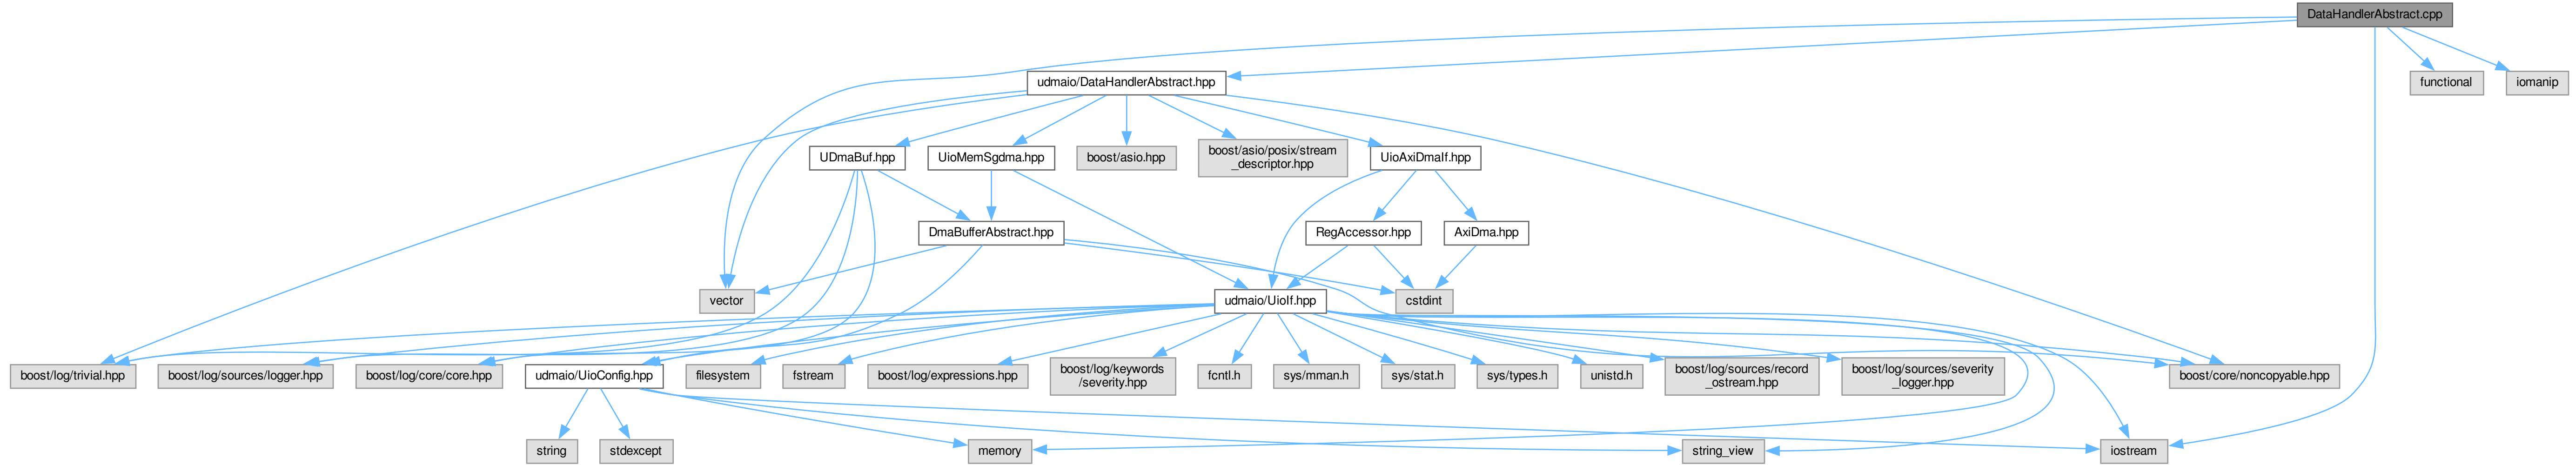 DataHandlerAbstract.cpp
udmaio/DataHandlerAbstract.hpp
functional
iomanip
UDmaBuf.hpp
UioMemSgdma.hpp
boost/asio.hpp
boost/asio/posix/stream
_descriptor.hpp
UioAxiDmaIf.hpp
DmaBufferAbstract.hpp
RegAccessor.hpp
AxiDma.hpp
vector
udmaio/UioIf.hpp
cstdint
boost/log/trivial.hpp
boost/log/sources/logger.hpp
boost/log/core/core.hpp
udmaio/UioConfig.hpp
filesystem
fstream
boost/log/expressions.hpp
boost/log/keywords
/severity.hpp
fcntl.h
sys/mman.h
sys/stat.h
sys/types.h
unistd.h
boost/log/sources/record
_ostream.hpp
boost/log/sources/severity
_logger.hpp
boost/core/noncopyable.hpp
string
stdexcept
memory
string_view
iostream